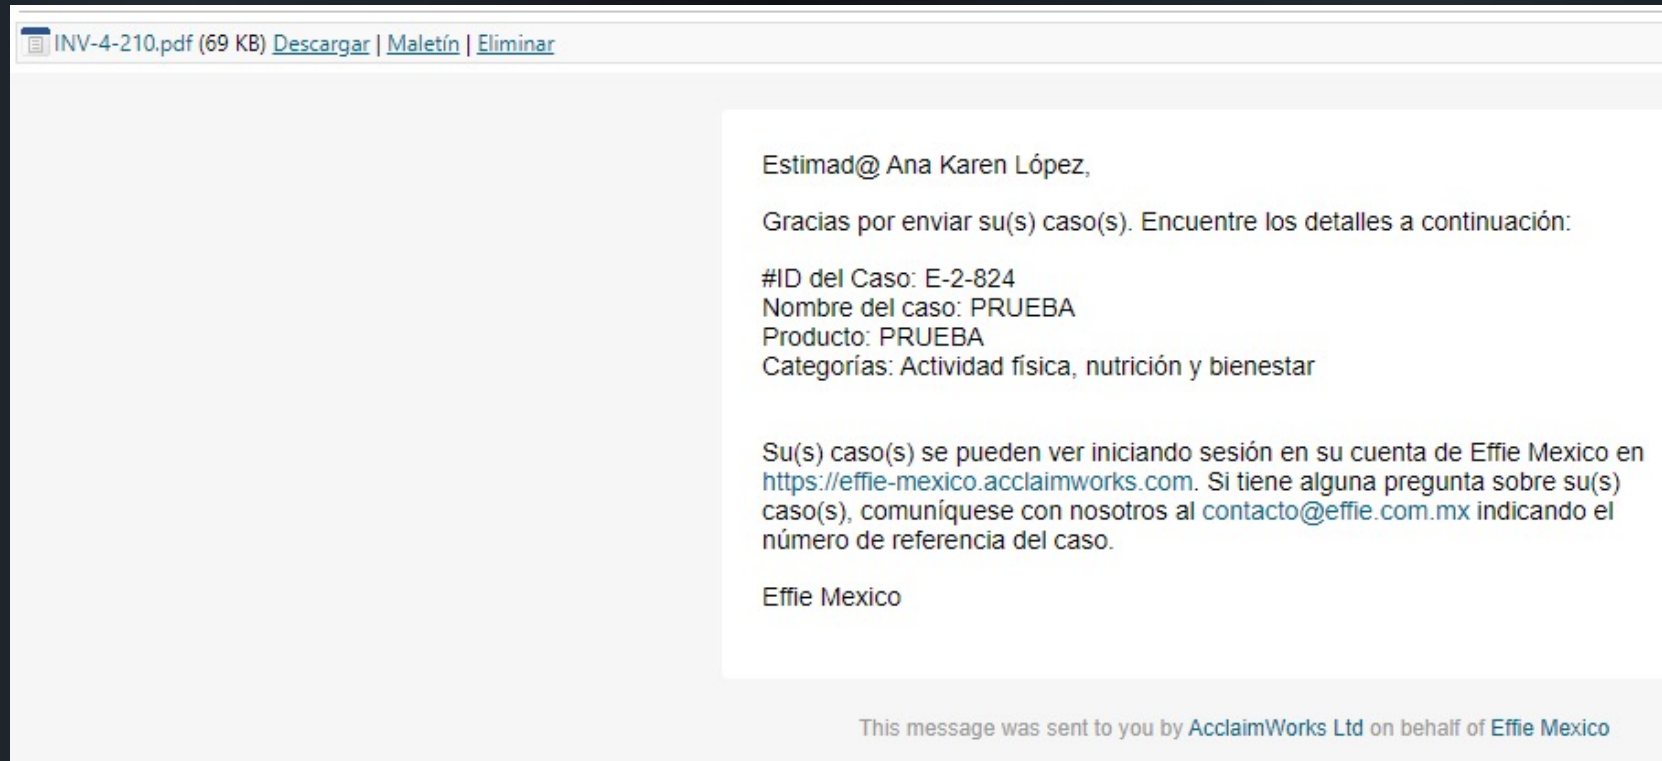 INV-4-210.pdf (69 KB) Descargar | Maletín | Eliminar
Estimad@ Ana Karen López,
Gracias por enviar su(s) caso(s). Encuentre los detalles a continuación:
#ID del Caso: E-2-824
Nombre del caso: PRUEBA
Producto: PRUEBA
Categorías: Actividad física, nutrición y bienestar
Su(s) caso(s) se pueden ver iniciando sesión en su cuenta de Effie Mexico en
https://effie-mexico.acclaimworks.com. Si tiene alguna pregunta sobre su(s)
caso(s), comuníquese con nosotros al contacto@effie.com.mx indicando el
número de referencia del caso.
Effie Mexico
This message was sent to you by AcclaimWorks Ltd on behalf of Effie Mexico